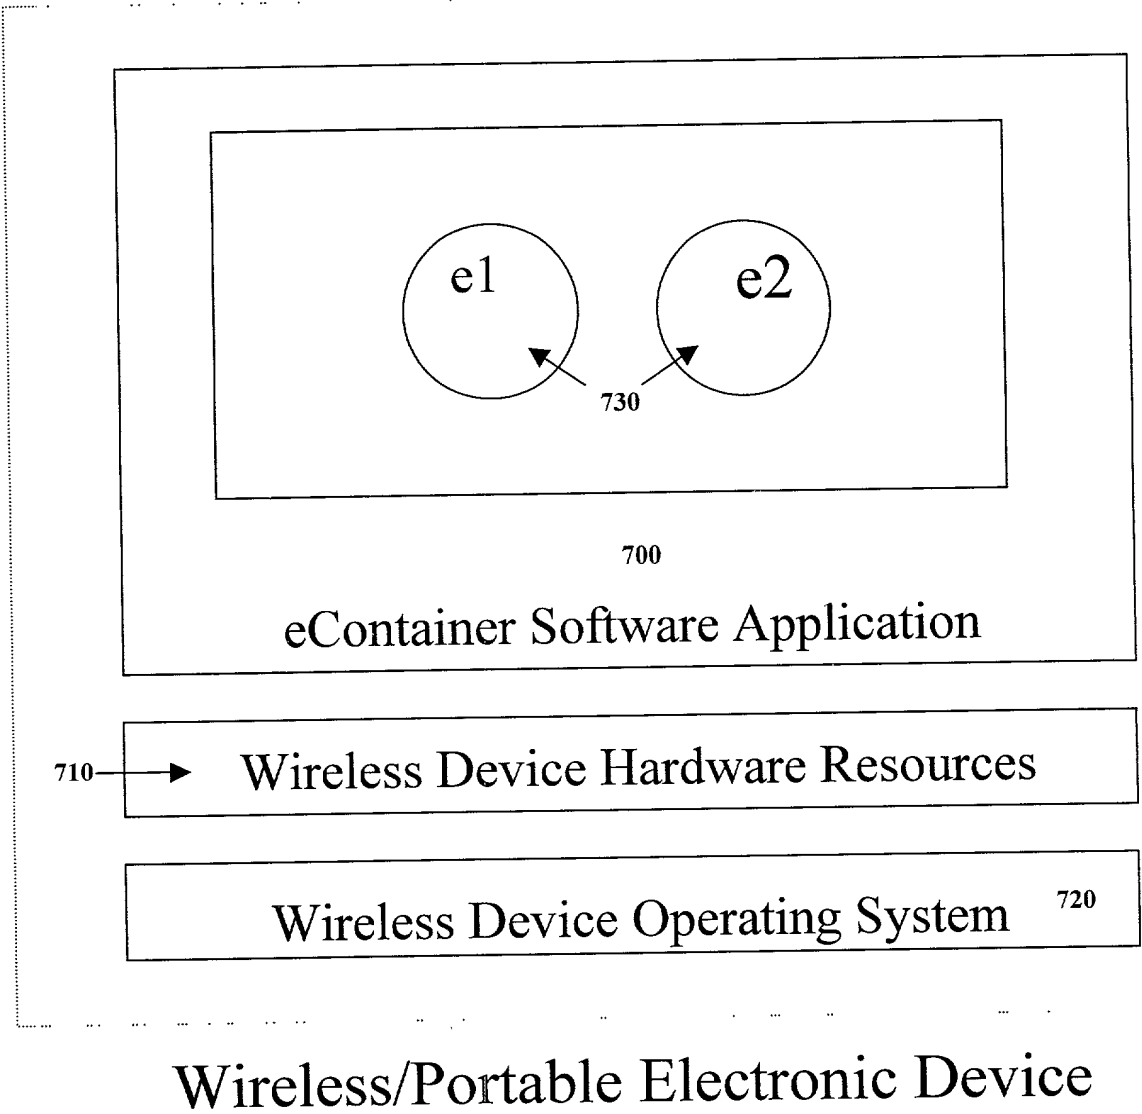 e1
e2
730
700
eContainer Software Application
710
Wireless Device Hardware Resources
720
Wireless Device Operating System
Wireless/Portable Electronic Device